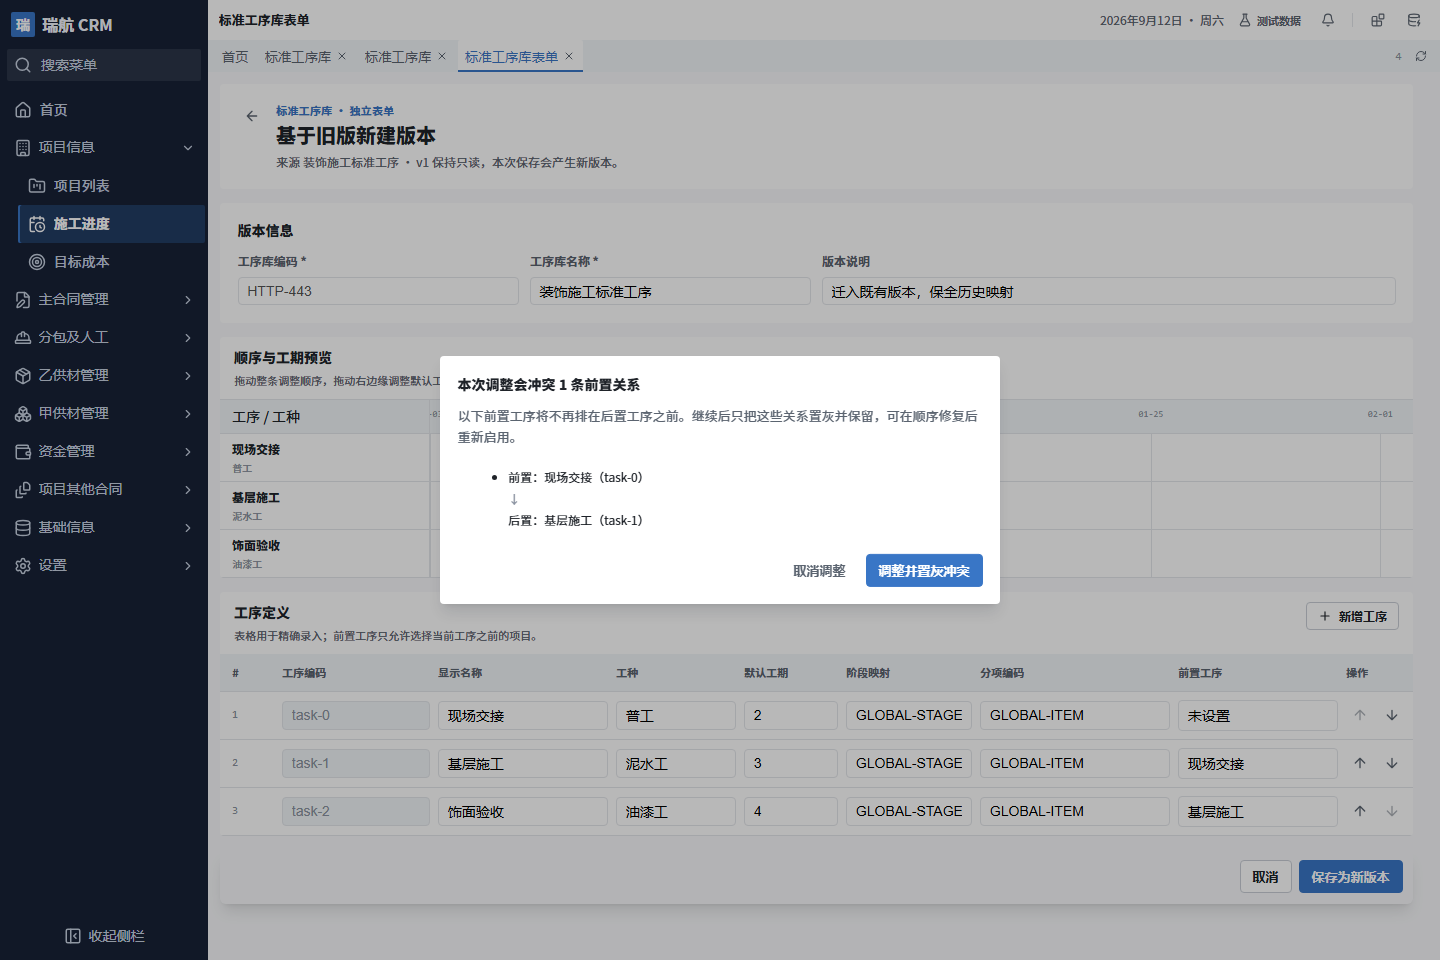 瑞 瑞航 CRM
搜索菜单
首页
项目信息
项目列表
施工进度
目标成本
主合同管理
分包及人工
乙供材管理
甲供材管理
资金管理
项目其他合同
基础信息
设置
收起侧栏
标准工序库表单
2026年9月12日 • 周六 测试数据
首页 标准工序库 标准工序库 标准工序库表单 4
标准工序库 • 独立表单
基于旧版新建版本
来源 装饰施工标准工序 • v1 保持只读，本次保存会产生新版本。
版本信息
工序库编码 * 工序库名称 * 版本说明
HTTP-443 装饰施工标准工序 迁入既有版本，保全历史映射
顺序与工期预览
拖动整条调整顺序，拖动右边缘调整默认工
工序 / 工种 01-25 02-01
现场交接
普工
基层施工
泥水工
饰面验收
油漆工
本次调整会冲突 1 条前置关系
以下前置工序将不再排在后置工序之前。继续后只把这些关系置灰并保留，可在顺序修复后
重新启用。
• 前置：现场交接（task-0）
↓
后置：基层施工（task-1）
取消调整 调整并置灰冲突
工序定义
表格用于精确录入；前置工序只允许选择当前工序之前的项目。
新增工序
# 工序编码 显示名称 工种 默认工期 阶段映射 分项编码 前置工序 操作
1 task-0 现场交接 普工 2 GLOBAL-STAGE GLOBAL-ITEM 未设置
2 task-1 基层施工 泥水工 3 GLOBAL-STAGE GLOBAL-ITEM 现场交接
3 task-2 饰面验收 油漆工 4 GLOBAL-STAGE GLOBAL-ITEM 基层施工
取消 保存为新版本